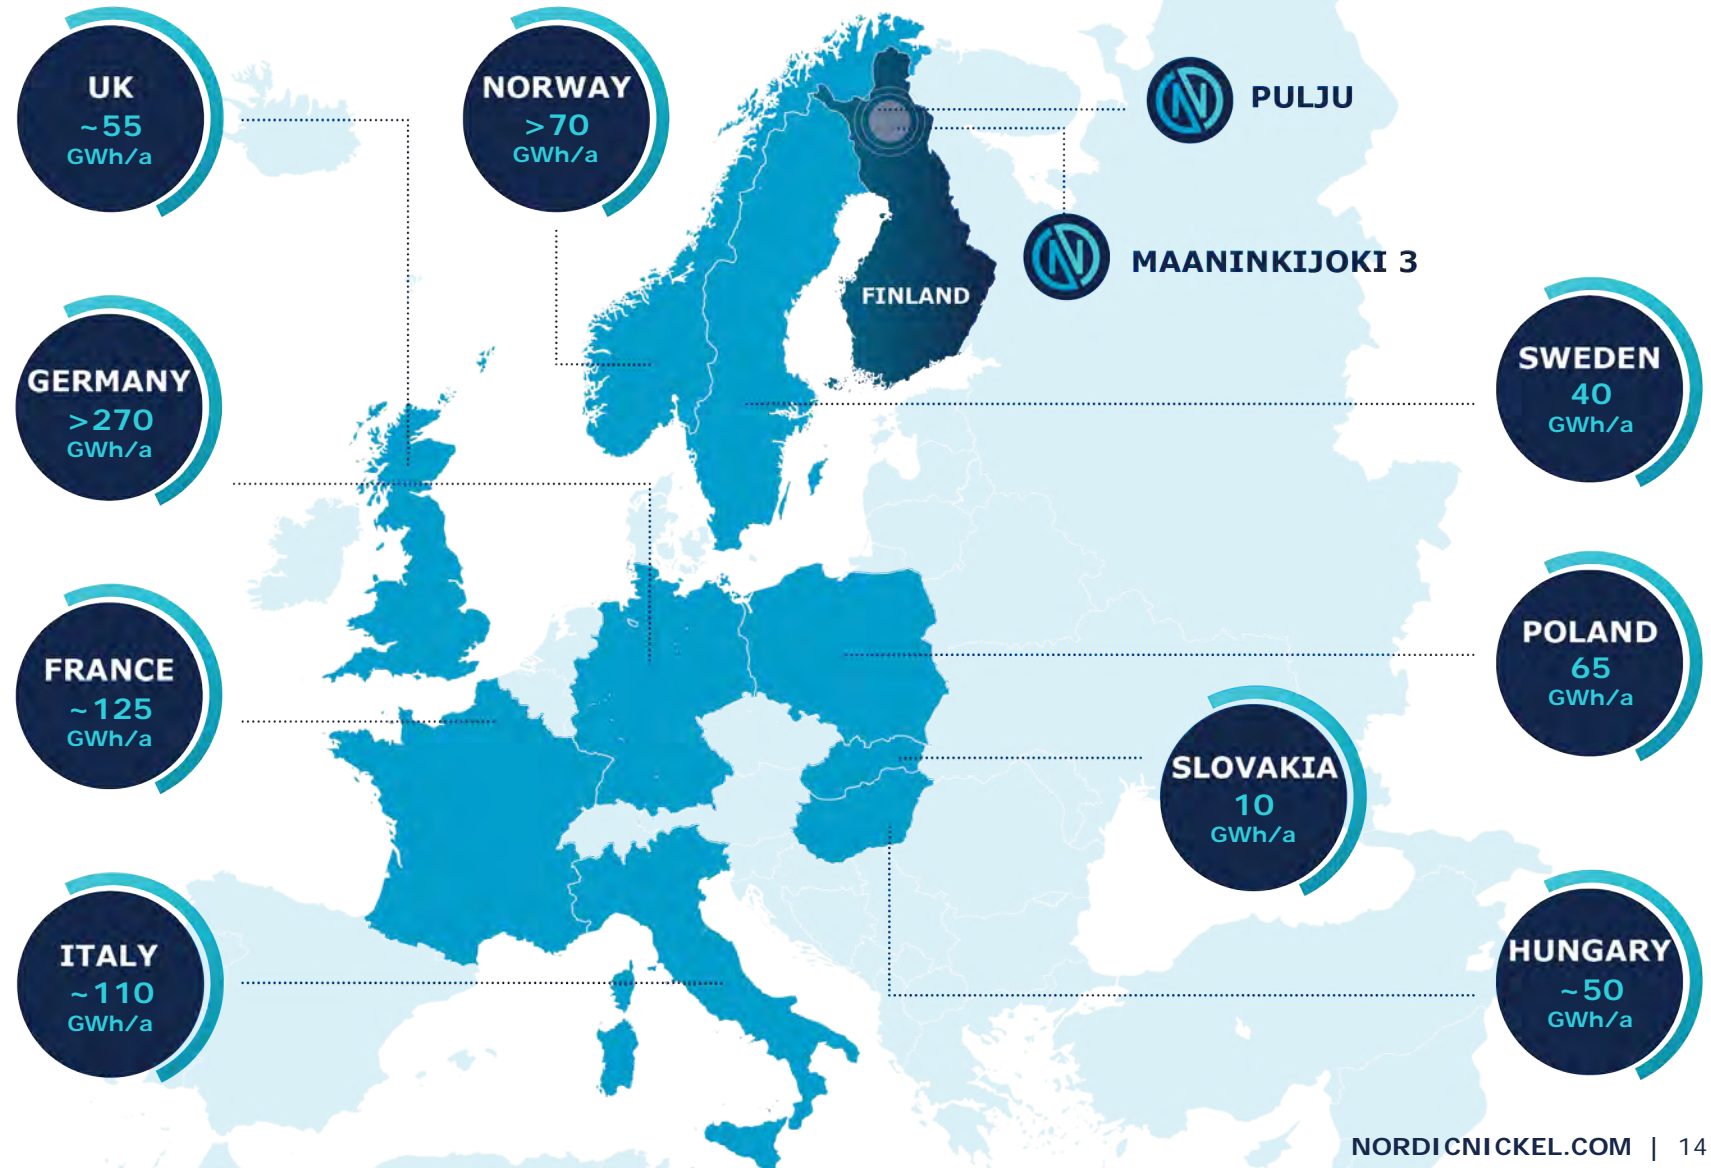 UK
~55
GWh/a
NORWAY
>70
GWh/a
PULJU
MAANINKIJOKI 3
FINLAND
GERMANY
>270
GWh/a
SWEDEN
40
GWh/a
FRANCE
~125
GWh/a
POLAND
65
GWh/a
SLOVAKIA
10
GWh/a
ITALY
~110
GWh/a
HUNGARY
~50
GWh/a
NORDICNICKEL.COM | 14